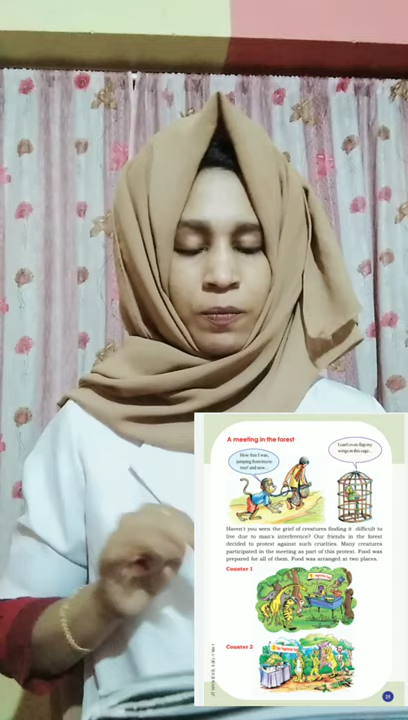 A meeting in the forest
How free I was,
jumping from tree to
tree! and now...
I can't even flap my
wings in this cage...
Haven't you seen the grief of creatures finding it difficult to
live due to man's interference? Our friends in the forest
decided to protest against such cruelties. Many creatures
participated in the meeting as part of this protest. Food was
prepared for all of them. Food was arranged at two places.
Counter 1
Counter 2